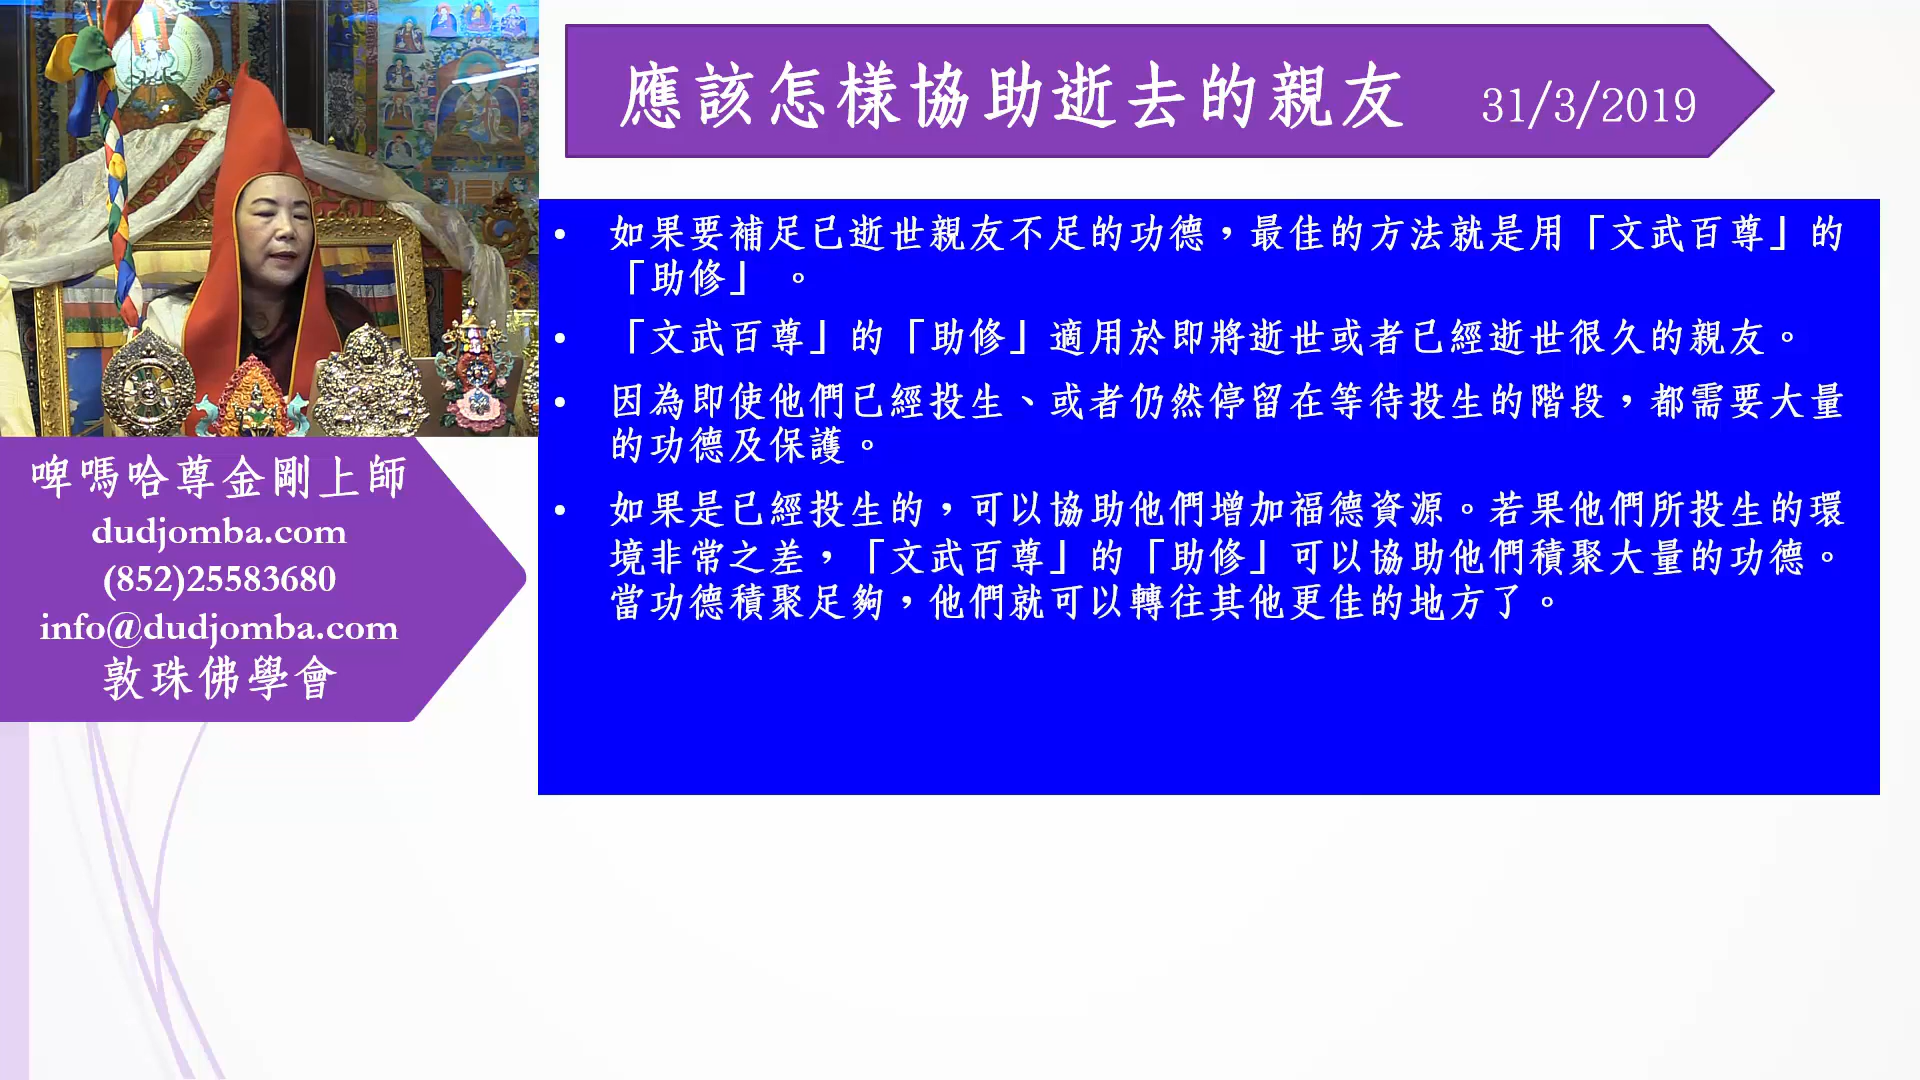 應該怎樣協助逝去的親友 31/3/2019
• 如果要補足已逝世親友不足的功德，最佳的方法就是用「文武百尊」的
「助修」 。
• 「文武百尊」的「助修」適用於即將逝世或者已經逝世很久的親友。
• 因為即使他們已經投生、或者仍然停留在等待投生的階段，都需要大量
的功德及保護。
• 如果是已經投生的，可以協助他們增加福德資源。若果他們所投生的環
境非常之差，「文武百尊」的「助修」可以協助他們積聚大量的功德。
當功德積聚足夠，他們就可以轉往其他更佳的地方了。
啤嗎哈尊金剛上師
dudjomba.com
(852)25583680
info@dudjomba.com
敦珠佛學會